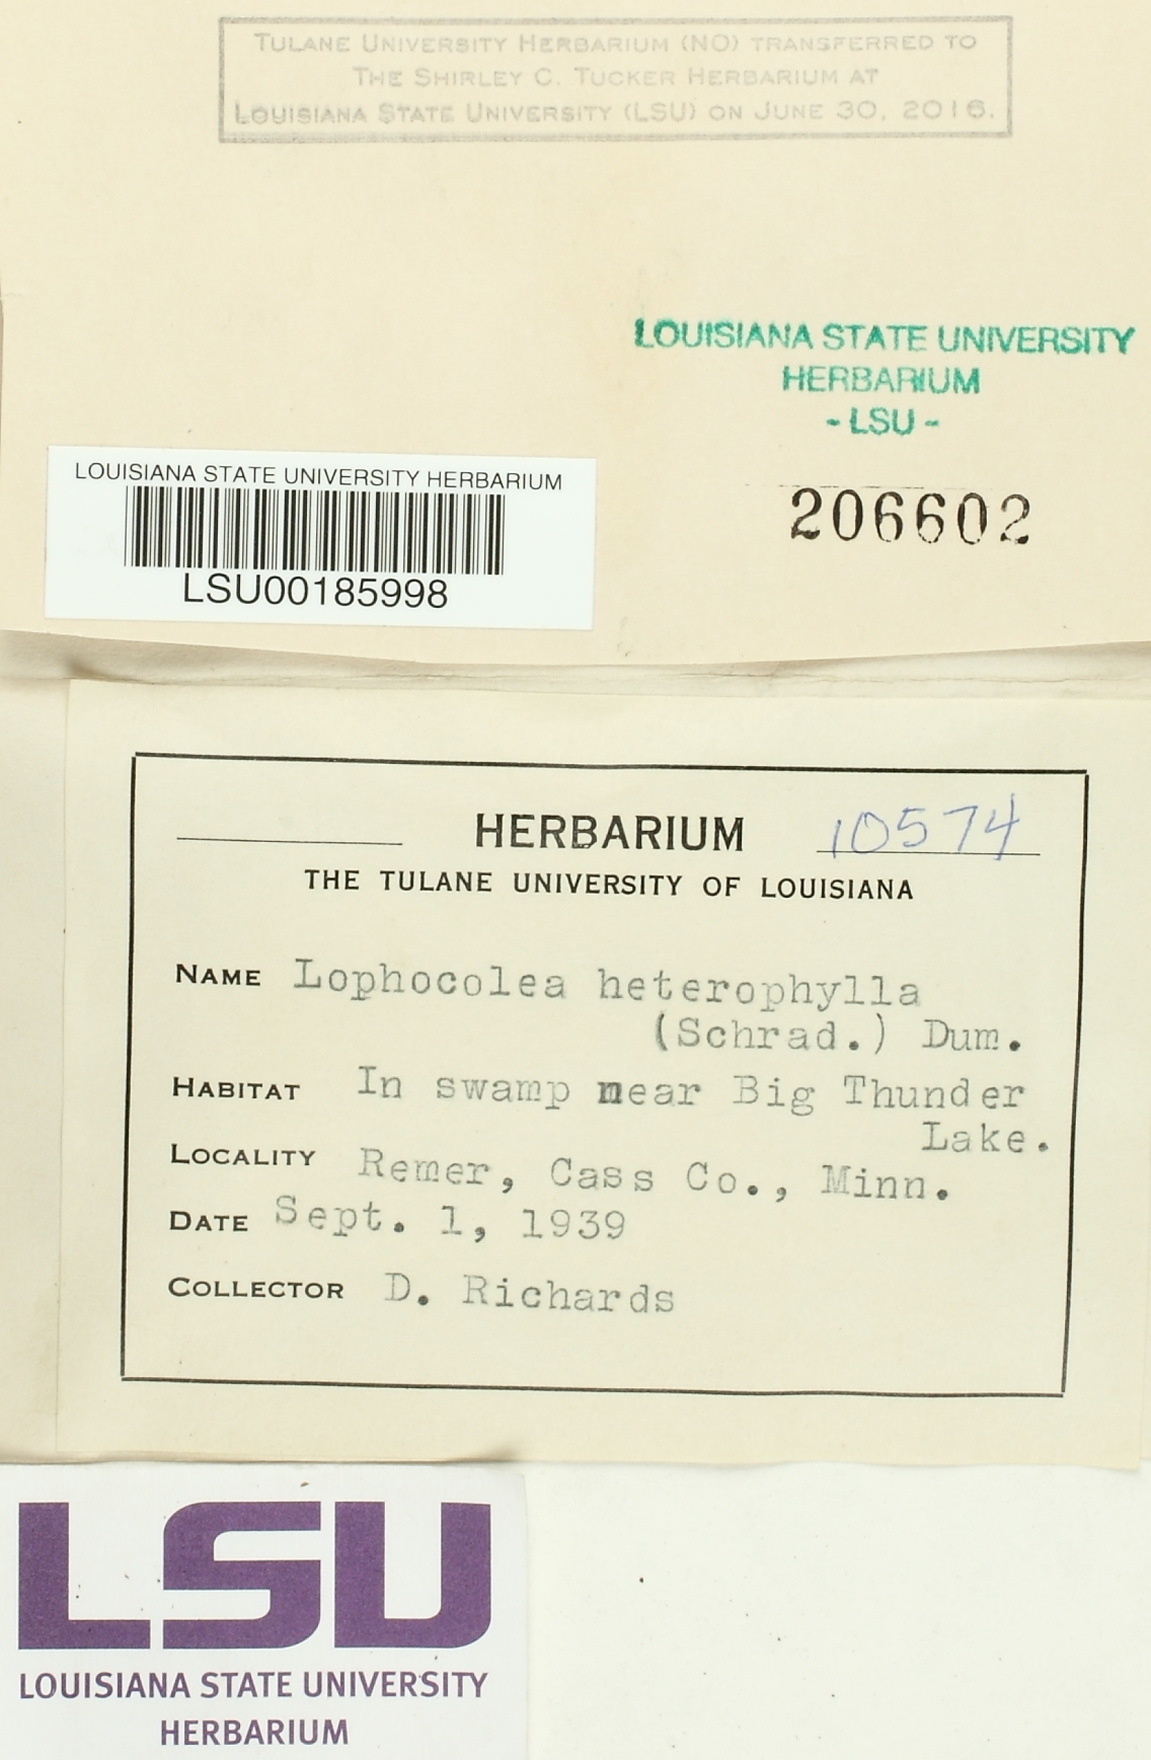 TULANE UNIVERSITY HERBARIUM (NO) TRANSFERRED TO
THE SHIRLEY C. TUCKER HERBARIUM AT
LOUISIANA STATE UNIVERSITY (LSU) ON JUNE 30, 2016.
LOUISIANA STATE UNIVERSITY
HERBARIUM
- LSU -
206602
LOUISIANA STATE UNIVERSITY HERBARIUM
LSU00185998
HERBARIUM 10574
THE TULANE UNIVERSITY OF LOUISIANA
NAME Lophocolea heterophylla
(Schrad.) Dum.
HABITAT In swamp near Big Thunder
Lake.
LOCALITY Remer, Cass Co., Minn.
DATE Sept. 1, 1939
COLLECTOR D. Richards
LSU
LOUISIANA STATE UNIVERSITY
HERBARIUM